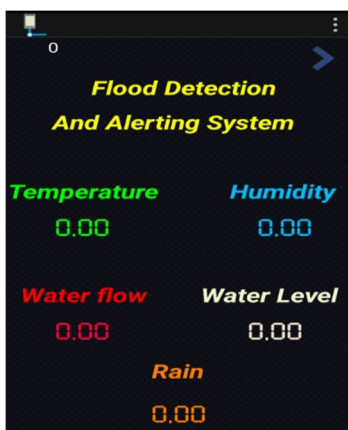 0
Flood Detection
And Alerting System
Temperature Humidity
0.00 0.00
Water flow Water Level
0.00 0.00
Rain
0.00